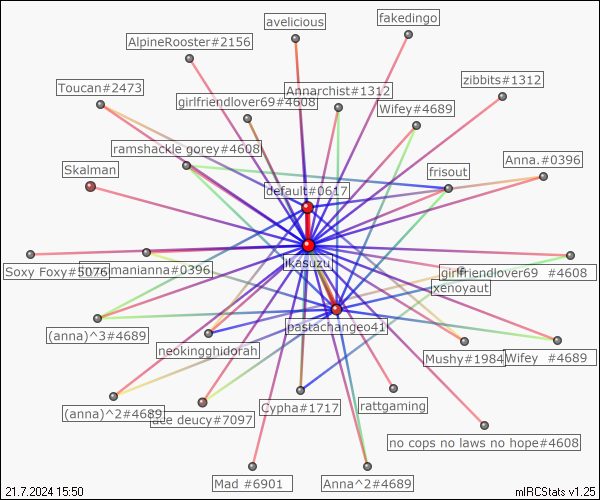 avelicious
fakedingo
AlpineRooster#2156
Toucan#2473
girlfriendlover69#4608
Annarchist#1312
zibbits#1312
Wifey#4689
ramshackle gorey#4608
Skalman
frisout
Anna.#0396
default#0617
ikasuzu
Soxy Foxy#5076
manianna#0396
girlfriendlover69 #4608
xenoyaut
(anna)^3#4689
pastachangeo41
neokingghidorah
Mushy#1984
Wifey #4689
(anna)^2#4689
ace deucy#7097
Cypha#1717
rattgaming
no cops no laws no hope#4608
Mad #6901
Anna^2#4689
21.7.2024 15:50
mIRCStats v1.25